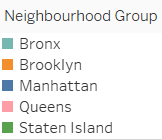 Neighbourhood Group
Bronx
Brooklyn
Manhattan
Queens
Staten Island